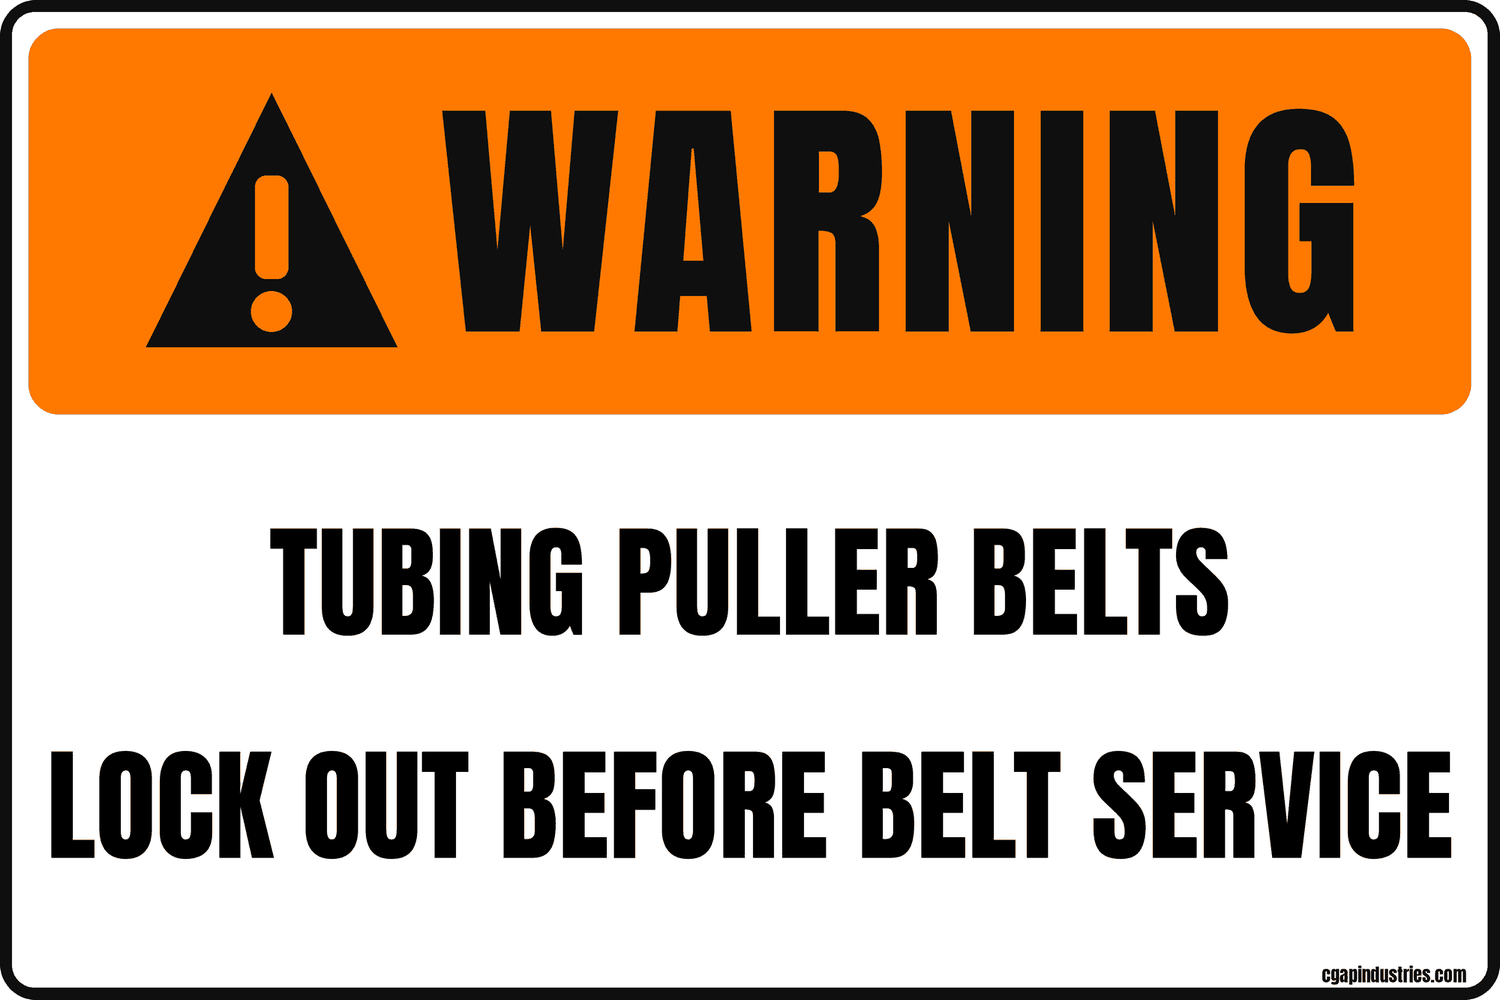 WARNING
TUBING PULLER BELTS
LOCK OUT BEFORE BELT SERVICE
cgapindustries.com